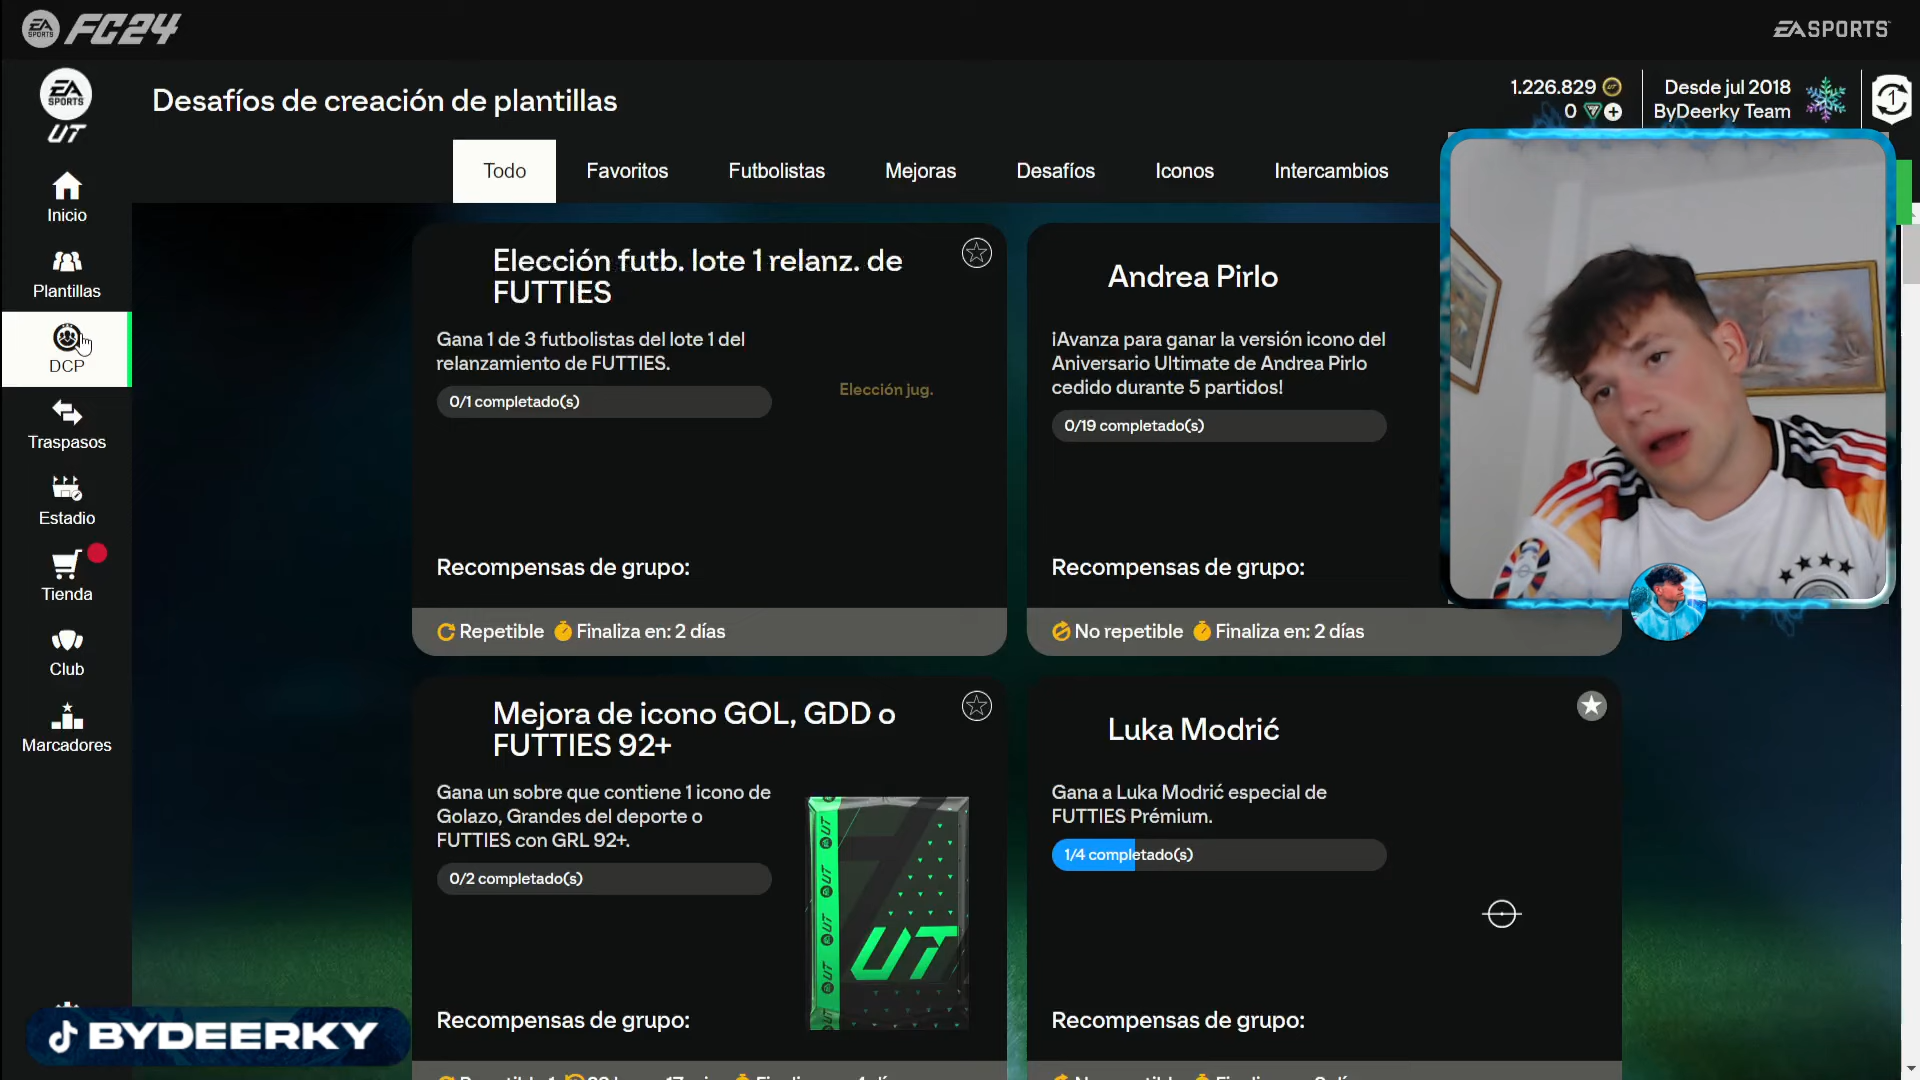 EA SPORTS FC24
EA SPORTS
EA SPORTS
UT
Desafíos de creación de plantillas
1.226.829
0
Desde jul 2018
ByDeerky Team
1
Todo
Favoritos
Futbolistas
Mejoras
Desafíos
Iconos
Intercambios
Inicio
Plantillas
DCP
Traspasos
Estadio
Tienda
Club
Marcadores
Elección futb. lote 1 relanz. de
FUTTIES
Gana 1 de 3 futbolistas del lote 1 del
relanzamiento de FUTTIES.
0/1 completado(s)
Elección jug.
Recompensas de grupo:
Repetible
Finaliza en: 2 días
Andrea Pirlo
¡Avanza para ganar la versión icono del
Aniversario Ultimate de Andrea Pirlo
cedido durante 5 partidos!
0/19 completado(s)
Recompensas de grupo:
No repetible
Finaliza en: 2 días
Mejora de icono GOL, GDD o
FUTTIES 92+
Gana un sobre que contiene 1 icono de
Golazo, Grandes del deporte o
FUTTIES con GRL 92+.
0/2 completado(s)
UT
Recompensas de grupo:
Luka Modrić
Gana a Luka Modrić especial de
FUTTIES Prémium.
1/4 completado(s)
Recompensas de grupo:
BYDEERKY